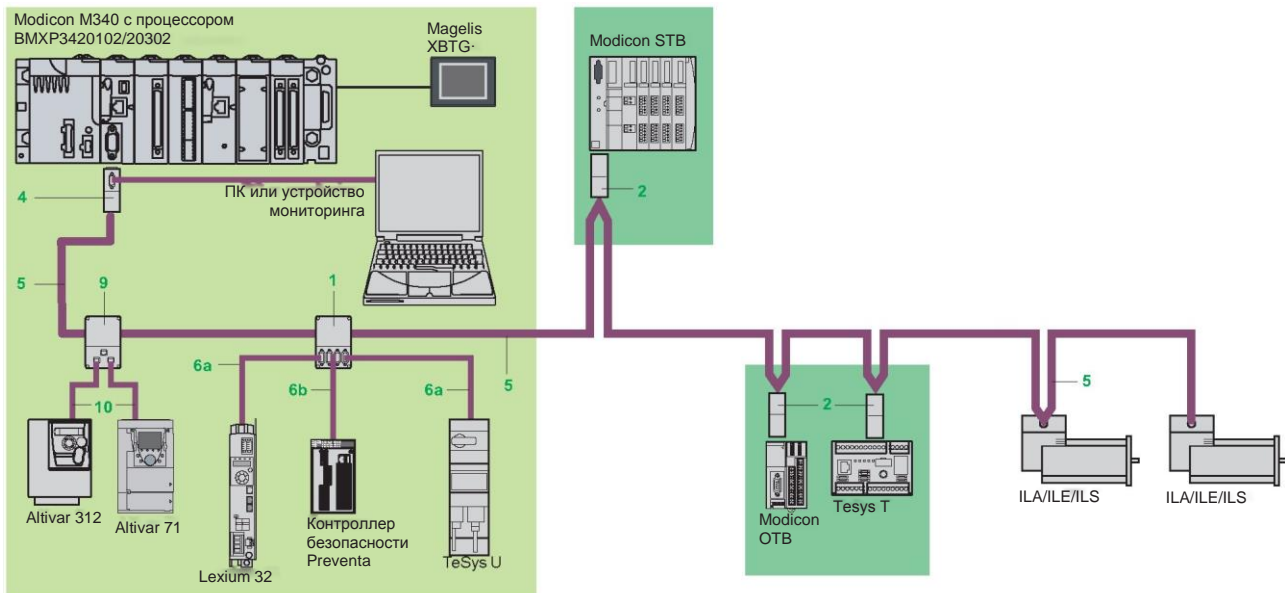 Modicon M340 с процессором
BMXP3420102/20302
Magelis
XBTG·
Modicon STB
4
ПК или устройство
мониторинга
2
5
9
1
6a
6b
6a
5
10
2
5
Altivar 312
Altivar 71
Lexium 32
Контроллер
безопасности
Preventa
TeSys U
Modicon
OTB
Tesys T
ILA/ILE/ILS
ILA/ILE/ILS